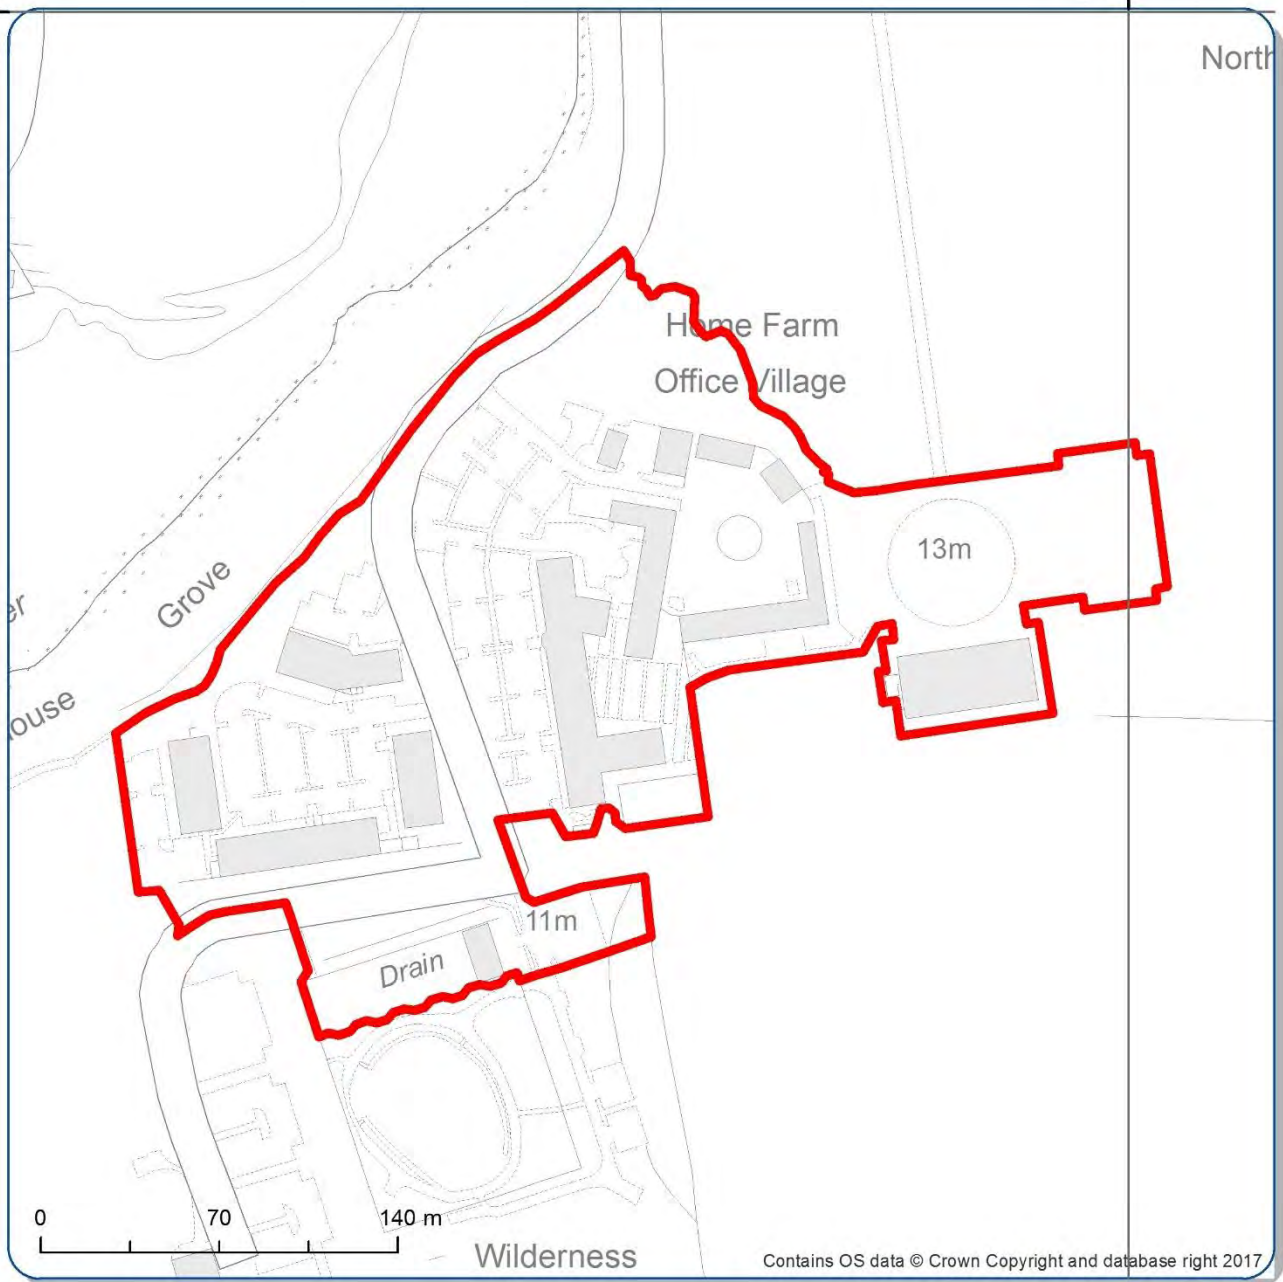 North
Home Farm
Office Village
13m
Grove
er
ouse
11m
Drain
0 70 140 m
Wilderness
Contains OS data © Crown Copyright and database right 2017